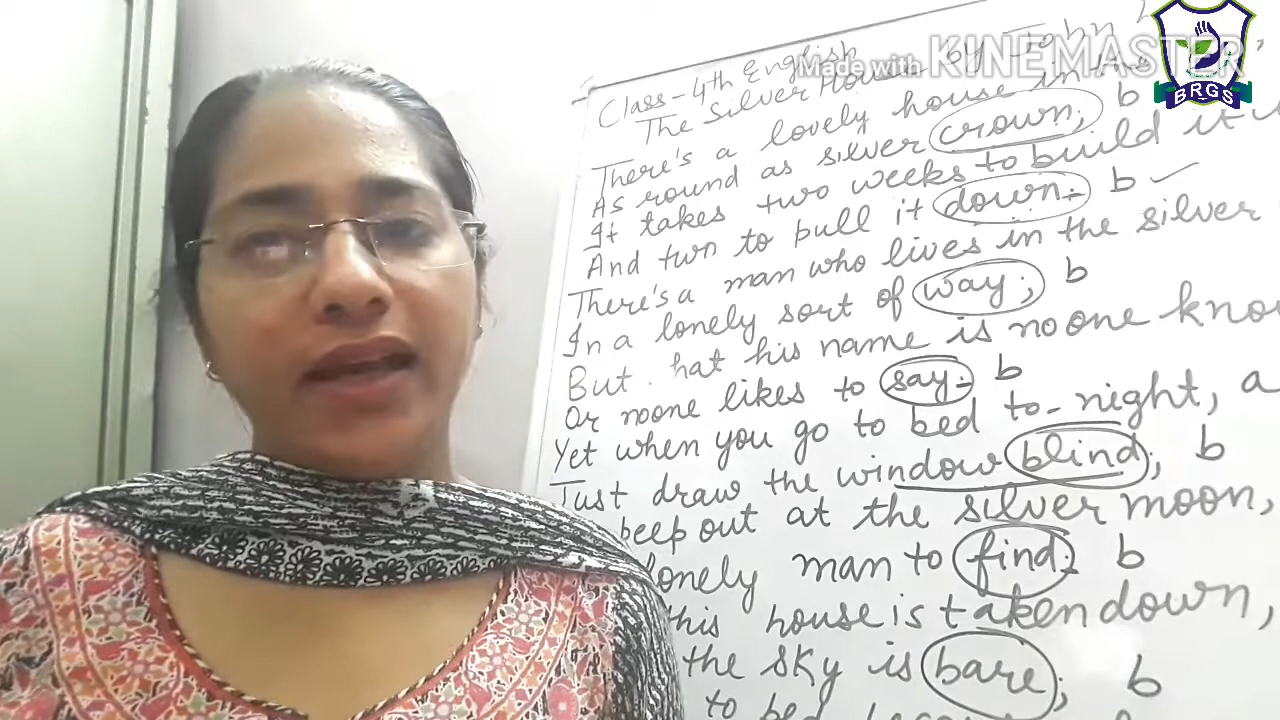 Made with KINEMASTER
BRGS
Class - 4th English
The Silver House by John
There's a lovely house in the
As round as silver crown; b
It takes two weeks to build it
And two to pull it down. b ✓
There's a man who lives in the silver
In a lonely sort of way; b
But hat his name is no one
Or noone likes to say. b
Yet when you go to bed to-night, a
Just draw the window blind; b
peep out at the silver moon,
lonely man to find. b
this house is taken down,
the sky is bare; b
to bed